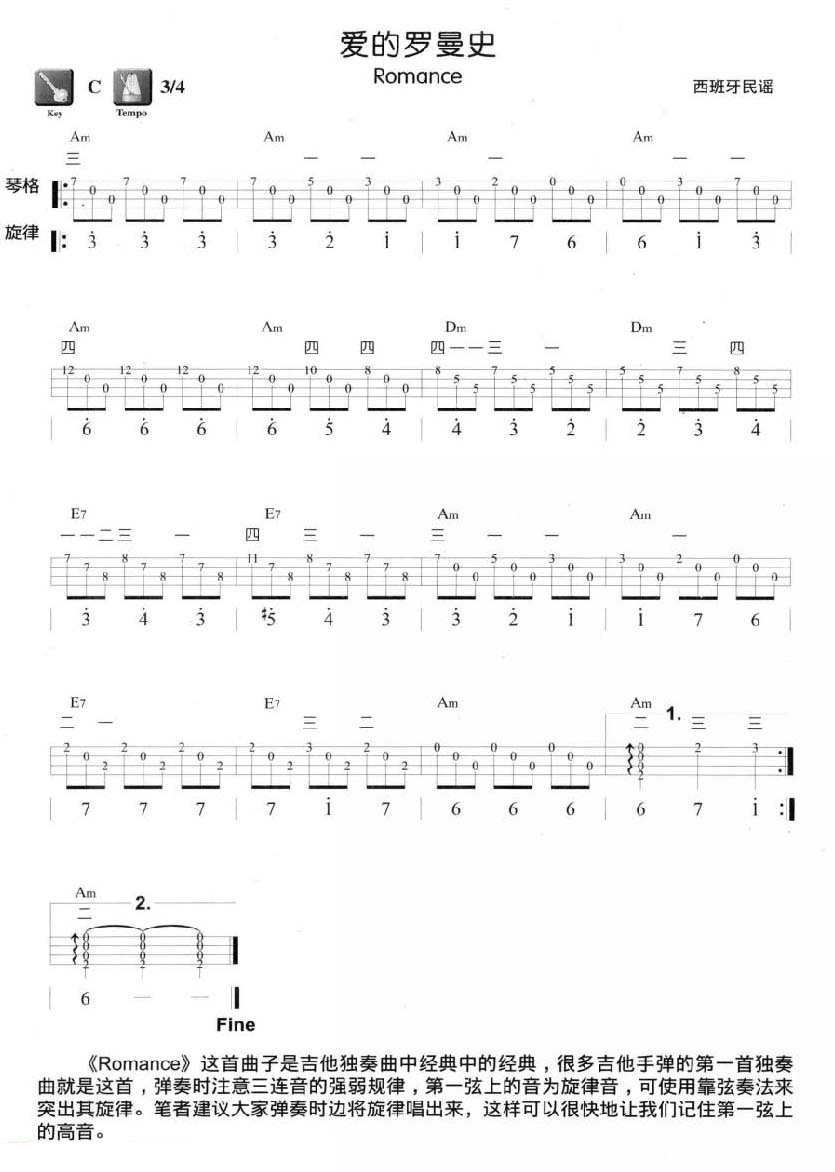 爱的罗曼史
Romance
C 3/4
Key Tempo
西班牙民谣
Am Am Am Am
三 一 一 一 一 一
琴格 7 0 0 7 0 0 7 0 0 7 0 0 5 0 0 3 0 0 3 0 0 2 0 0 0 0 0 0 0 0 3 0 0 7 0 0
旋律 3 3 3 3 2 1 1 7 6 6 1 3
Am Am Dm Dm
四 四 四 四一一三 一 三 四
12 0 0 12 0 0 12 0 0 12 0 0 10 0 0 8 0 0 8 5 5 7 5 5 5 5 5 5 5 5 7 5 5 8 5 5
6 6 6 6 5 4 4 3 2 2 3 4
E7 E7 Am Am
一一二三 一 四 三 一 三 一 一 一
7 7 8 8 7 8 7 7 8 11 7 8 8 7 8 7 7 8 7 0 0 5 0 0 3 0 0 3 0 0 2 0 0 0 0 0
3 4 3 #5 4 3 3 2 1 1 7 6
E7 E7 Am Am 1.
二 一 三 二 二 三 三
2 0 2 2 0 2 2 0 2 2 0 2 3 0 2 2 0 2 0 0 0 0 0 0 0 0 0 0 0 0 2 2 3
7 7 7 7 1 7 6 6 6 6 7 1
Am 2.
二
0 0 0 2 0 0 0 2 0 0 0 2
6 — —
Fine
《Romance》这首曲子是吉他独奏曲中经典中的经典，很多吉他手弹的第一首独奏
曲就是这首，弹奏时注意三连音的强弱规律，第一弦上的音为旋律音，可使用靠弦奏法来
突出其旋律。笔者建议大家弹奏时边将旋律唱出来，这样可以很快地让我们记住第一弦上
的高音。